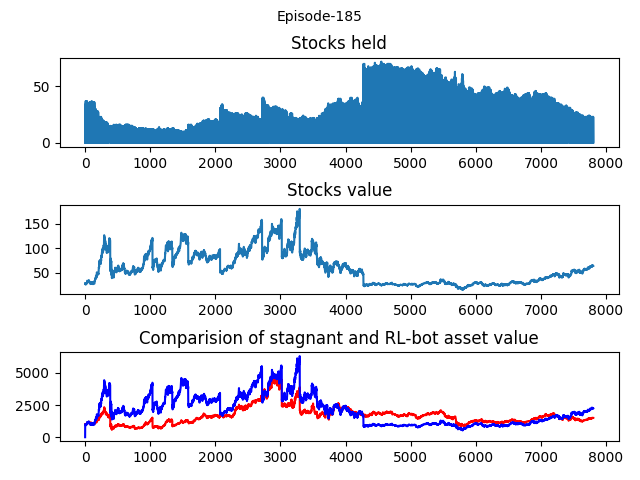 Episode-185
Stocks held
50
0
0 1000 2000 3000 4000 5000 6000 7000 8000
Stocks value
150
100
50
0 1000 2000 3000 4000 5000 6000 7000 8000
Comparision of stagnant and RL-bot asset value
5000
2500
0
0 1000 2000 3000 4000 5000 6000 7000 8000